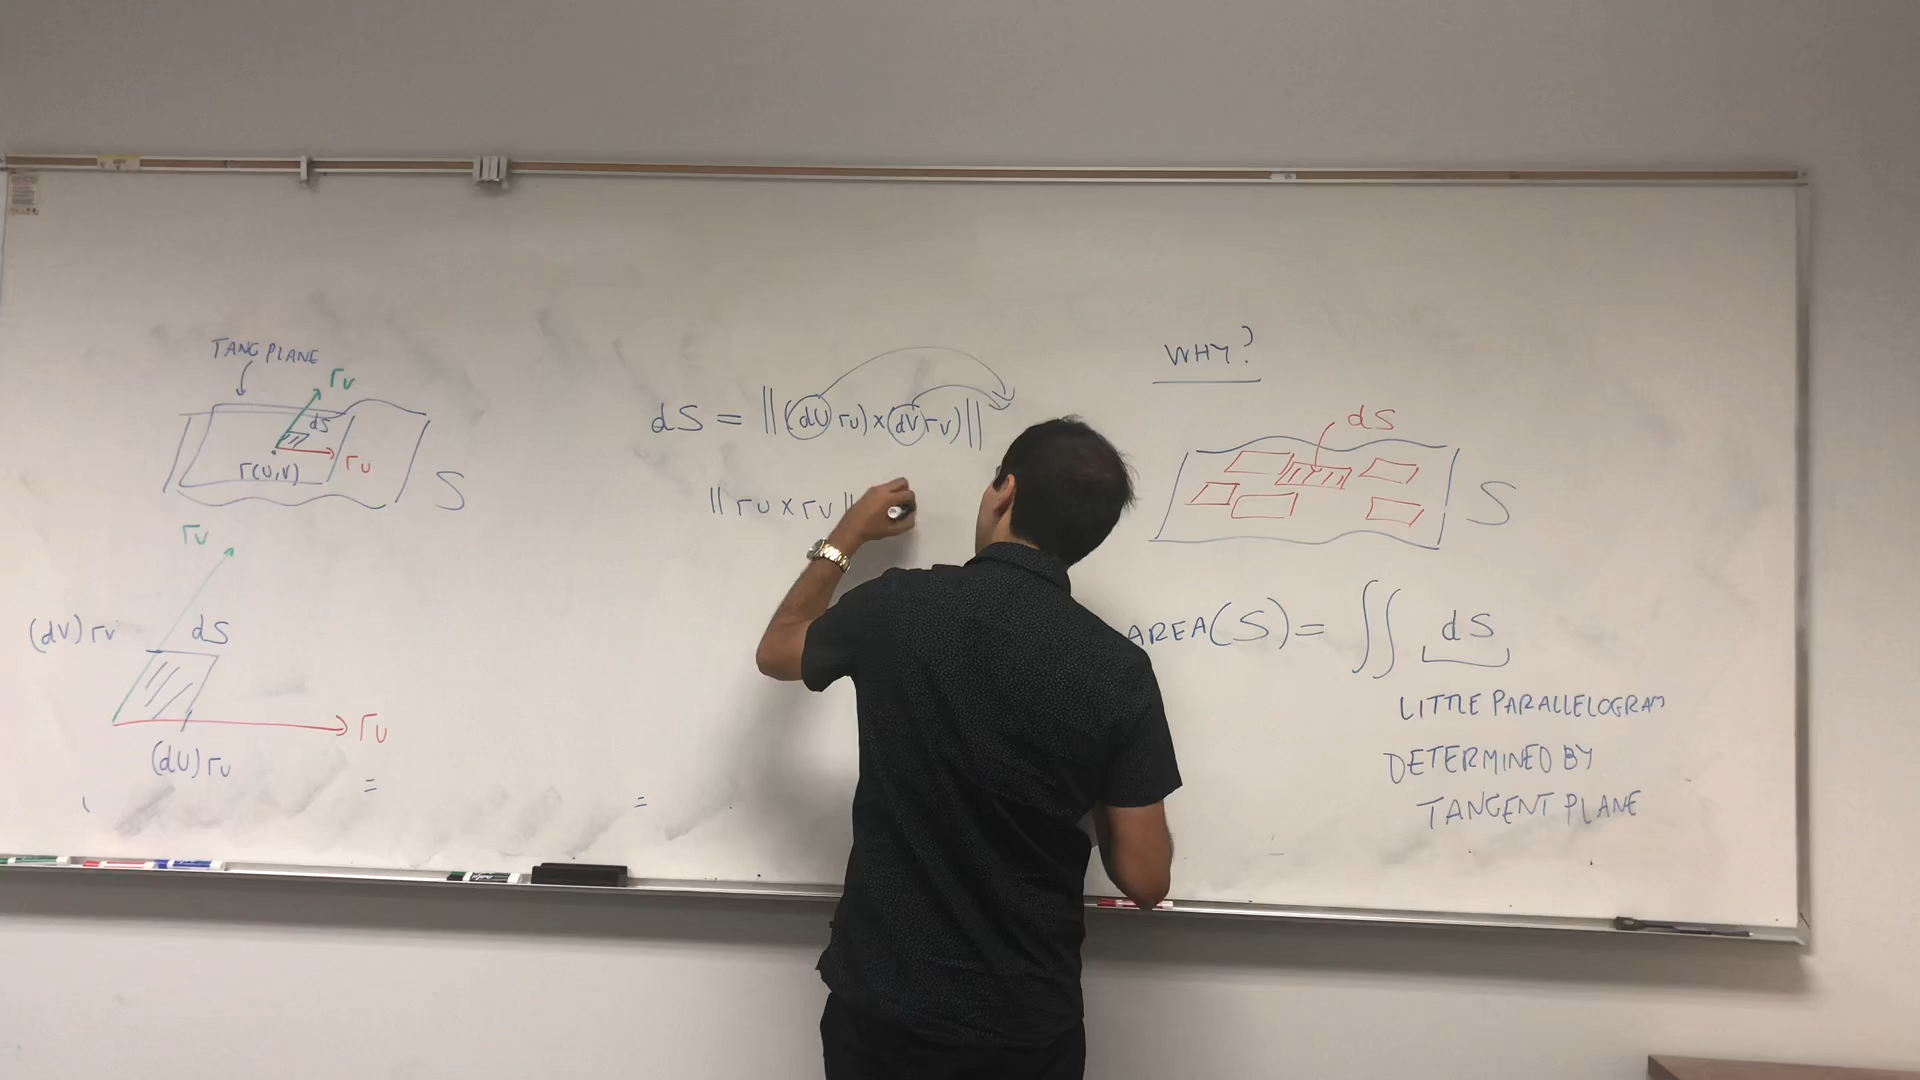 TANG PLANE
rv
dS
ru
r(u,v)
S
rv
(dv) rv
dS
ru
(du) ru
=
=
dS = ||(du ru) × (dv rv)||
|| ru × rv ||
WHY?
dS
S
AREA(S) = ∬ dS
LITTLE PARALLELOGRAM
DETERMINED BY
TANGENT PLANE